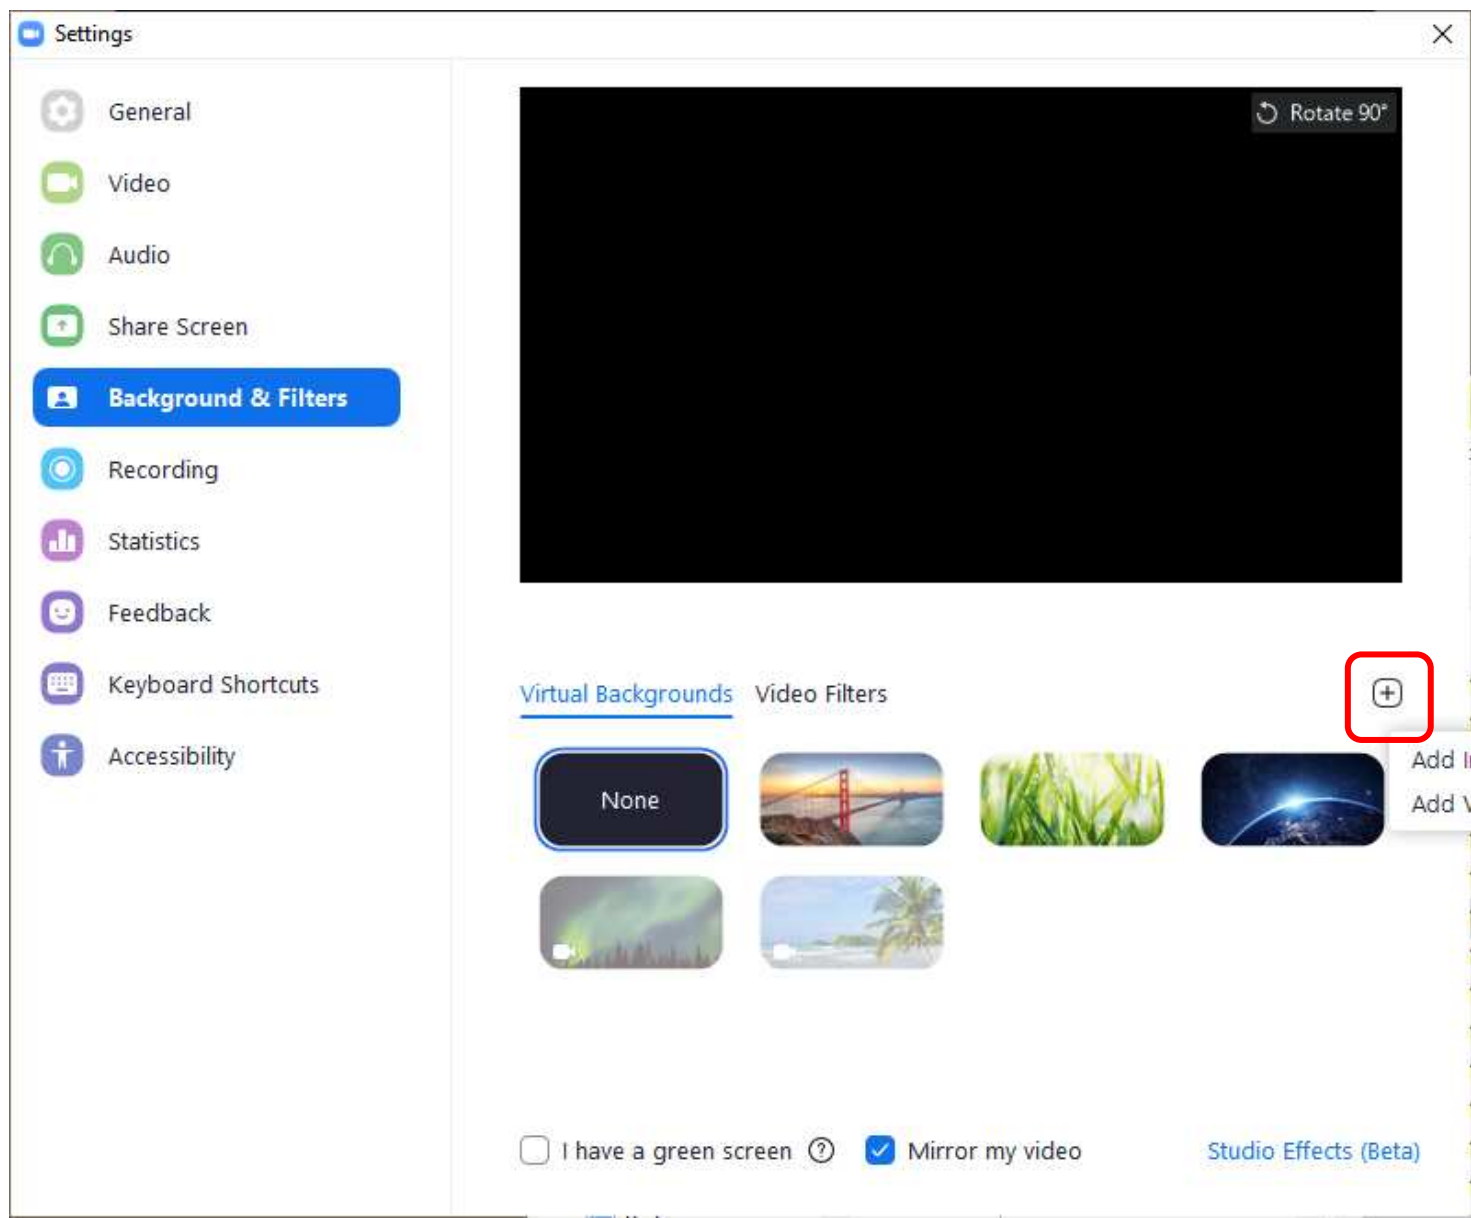 Settings
General
Video
Audio
Share Screen
Background & Filters
Recording
Statistics
Feedback
Keyboard Shortcuts
Accessibility
Rotate 90°
Virtual Backgrounds Video Filters
Add
Add
None
I have a green screen
Mirror my video
Studio Effects (Beta)